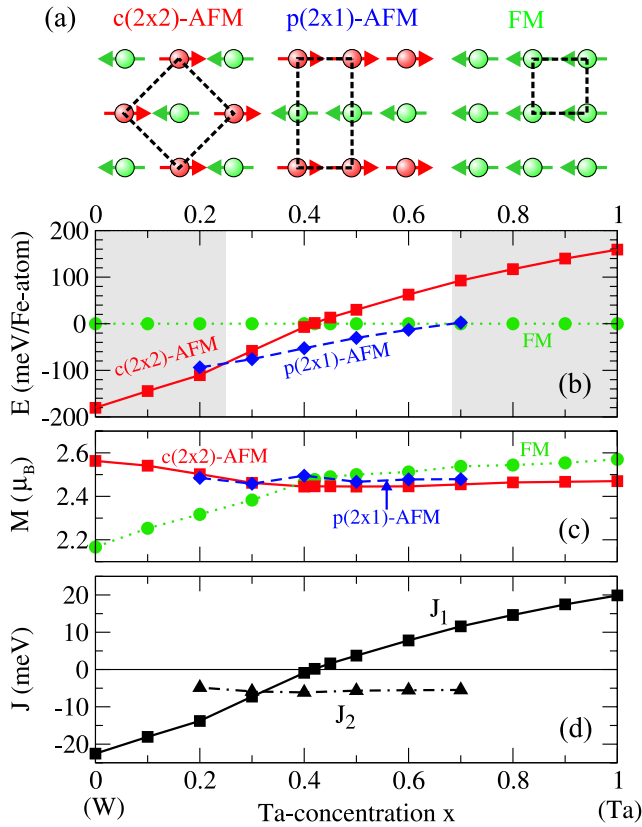 (a)
c(2x2)-AFM p(2x1)-AFM FM
0 0.2 0.4 0.6 0.8 1
200
100
0
-100
-200
E (meV/Fe-atom)
c(2x2)-AFM
p(2x1)-AFM
FM
(b)
2.6
2.4
2.2
M (μB)
c(2x2)-AFM
FM
p(2x1)-AFM
(c)
20
10
0
-10
-20
J (meV)
J1
J2
(d)
0 0.2 0.4 0.6 0.8 1
(W) Ta-concentration x (Ta)